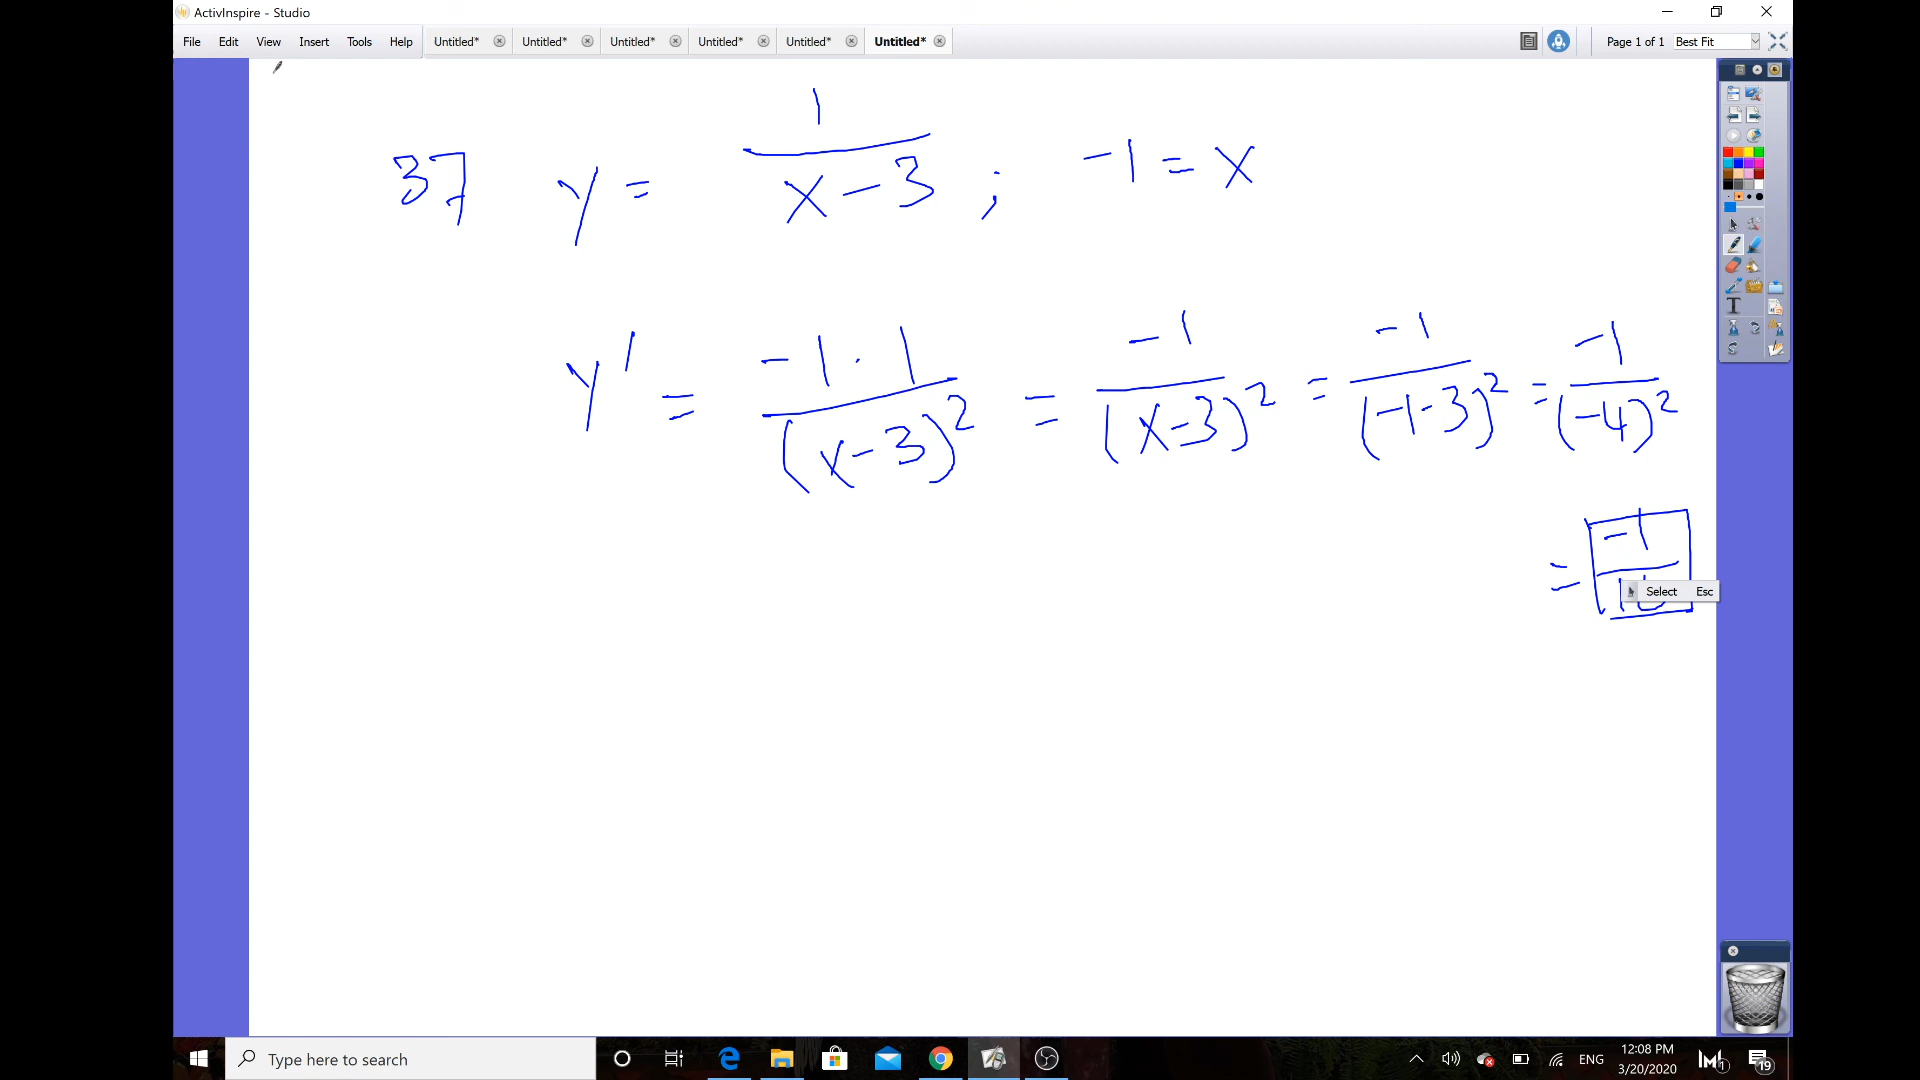 ActivInspire - Studio
File Edit View Insert Tools Help Untitled* Untitled* Untitled* Untitled* Untitled* Untitled* Page 1 of 1 Best Fit
37 y = 1/(x-3) ; -1 = x
y' = (-1·1)/(x-3)² = -1/(x-3)² = -1/(-1-3)² = -1/(-4)²
= -1/
Select Esc
Type here to search
ENG 12:08 PM
3/20/2020 19